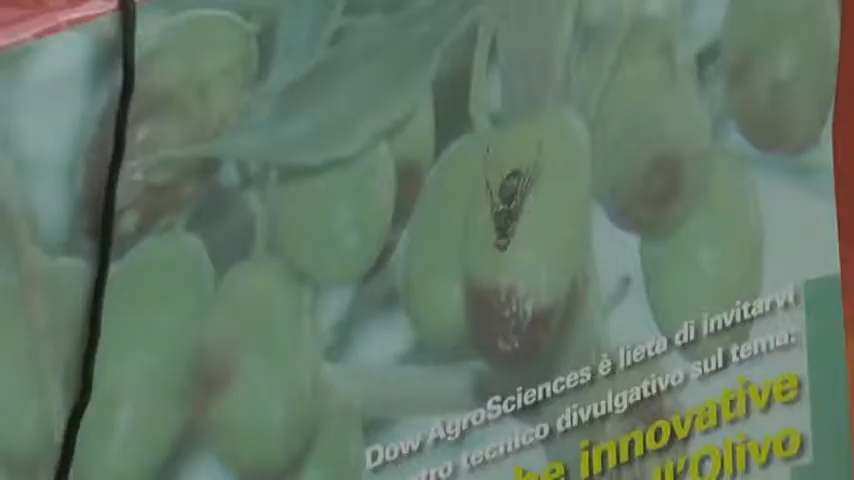 Dow AgroSciences è lieta di invitarvi
tecnico divulgativo sul tema:
innovative
l'Olivo